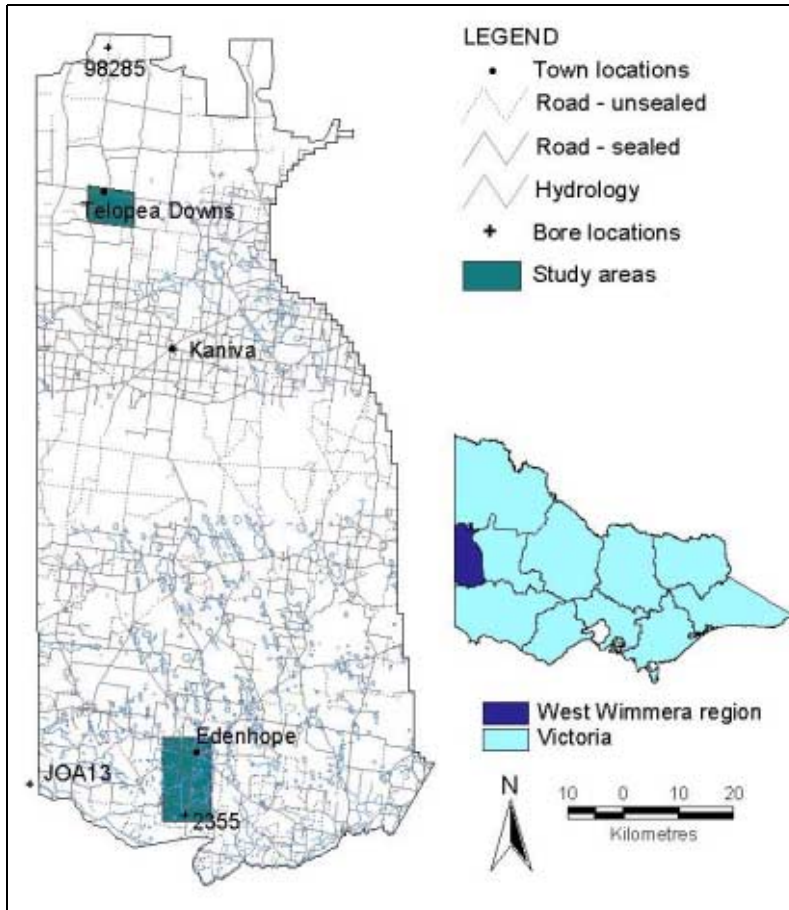 98285
Telopea Downs
Kaniva
Edenhope
JOA13
2355
LEGEND
Town locations
Road - unsealed
Road - sealed
Hydrology
Bore locations
Study areas
West Wimmera region
Victoria
N
10 0 10 20
Kilometres